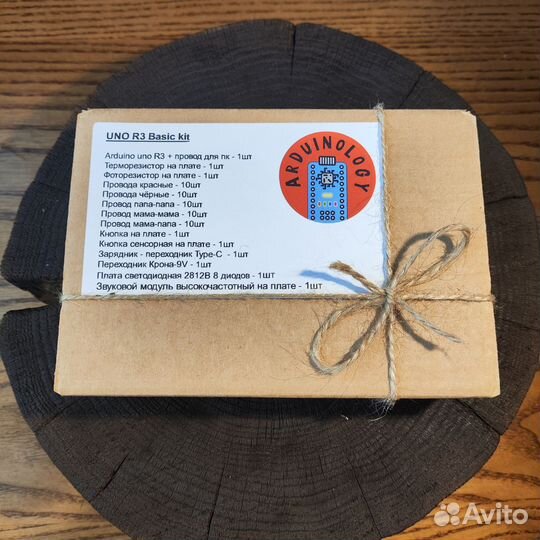 UNO R3 Basic kit
Arduino uno R3 + провод для пк - 1шт
Терморезистор на плате - 1шт
Фоторезистор на плате - 1шт
Провода красные - 10шт
Провода чёрные - 10шт
Провод папа-папа - 10шт
Провод мама-мама - 10шт
Провод мама-папа - 10шт
Кнопка на плате - 1шт
Кнопка сенсорная на плате - 1шт
Зарядник - переходник Type-C - 1шт
Переходник Крона-9V - 1шт
Плата светодиодная 2812B 8 диодов - 1шт
Звуковой модуль высокочастотный на плате - 1шт
ARDUINOLOGY
Avito